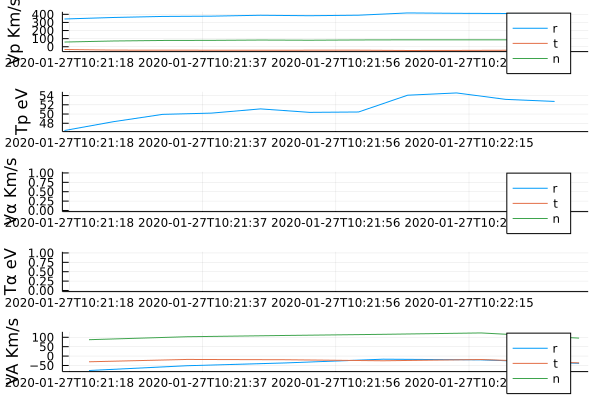 Vp Km/s
400
300
200
100
0
2020-01-27T10:21:18 2020-01-27T10:21:37 2020-01-27T10:21:56 2020-01-27T10:2
r
t
n
Tp eV
54
52
50
48
2020-01-27T10:21:18 2020-01-27T10:21:37 2020-01-27T10:21:56 2020-01-27T10:22:15
Vα Km/s
1.00
0.75
0.50
0.25
0.00
2020-01-27T10:21:18 2020-01-27T10:21:37 2020-01-27T10:21:56 2020-01-27T10:2
r
t
n
Tα eV
1.00
0.75
0.50
0.25
0.00
2020-01-27T10:21:18 2020-01-27T10:21:37 2020-01-27T10:21:56 2020-01-27T10:22:15
VA Km/s
100
50
0
−50
2020-01-27T10:21:18 2020-01-27T10:21:37 2020-01-27T10:21:56 2020-01-27T10:2
r
t
n